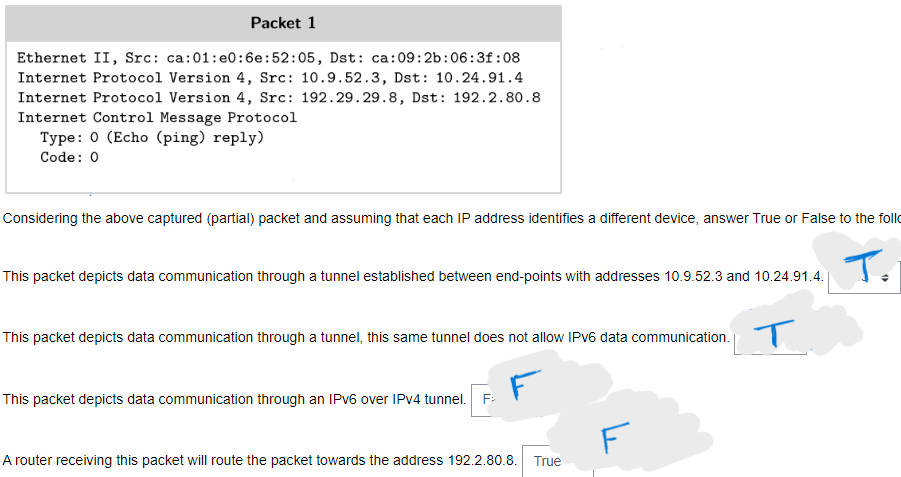 Packet 1
Ethernet II, Src: ca:01:e0:6e:52:05, Dst: ca:09:2b:06:3f:08
Internet Protocol Version 4, Src: 10.9.52.3, Dst: 10.24.91.4
Internet Protocol Version 4, Src: 192.29.29.8, Dst: 192.2.80.8
Internet Control Message Protocol
Type: 0 (Echo (ping) reply)
Code: 0
Considering the above captured (partial) packet and assuming that each IP address identifies a different device, answer True or False to the
This packet depicts data communication through a tunnel established between end-points with addresses 10.9.52.3 and 10.24.91.4. T
This packet depicts data communication through a tunnel, this same tunnel does not allow IPv6 data communication. T
This packet depicts data communication through an IPv6 over IPv4 tunnel. F
A router receiving this packet will route the packet towards the address 192.2.80.8. True F